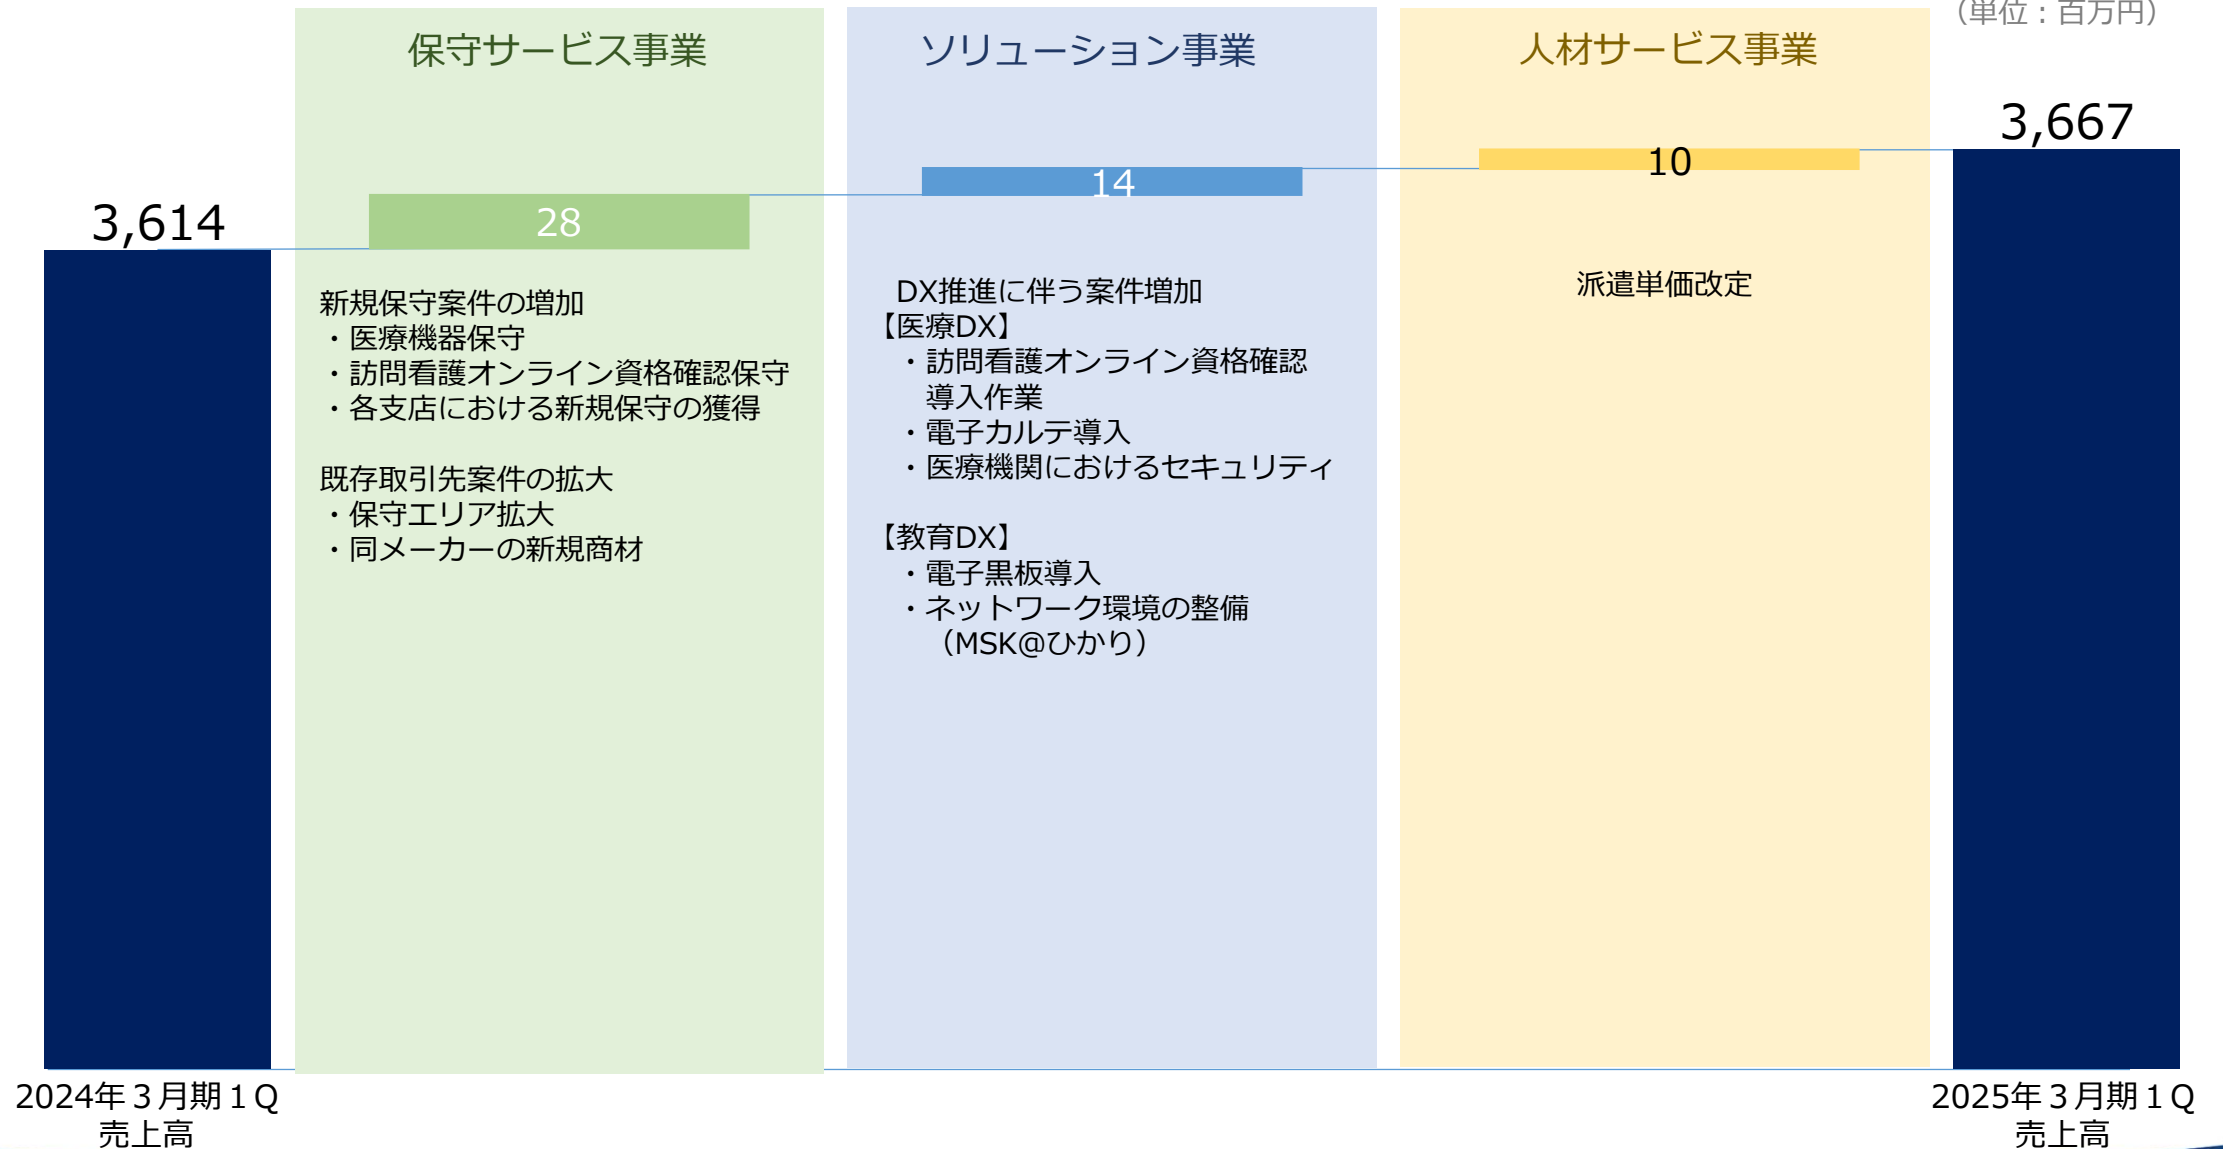 （単位：百万円）
保守サービス事業
ソリューション事業
人材サービス事業
3,614
28
14
10
3,667
新規保守案件の増加
・医療機器保守
・訪問看護オンライン資格確認保守
・各支店における新規保守の獲得
既存取引先案件の拡大
・保守エリア拡大
・同メーカーの新規商材
DX推進に伴う案件増加
【医療DX】
・訪問看護オンライン資格確認
導入作業
・電子カルテ導入
・医療機関におけるセキュリティ
【教育DX】
・電子黒板導入
・ネットワーク環境の整備
（MSK@ひかり）
派遣単価改定
2024年３月期１Q
売上高
2025年３月期１Q
売上高